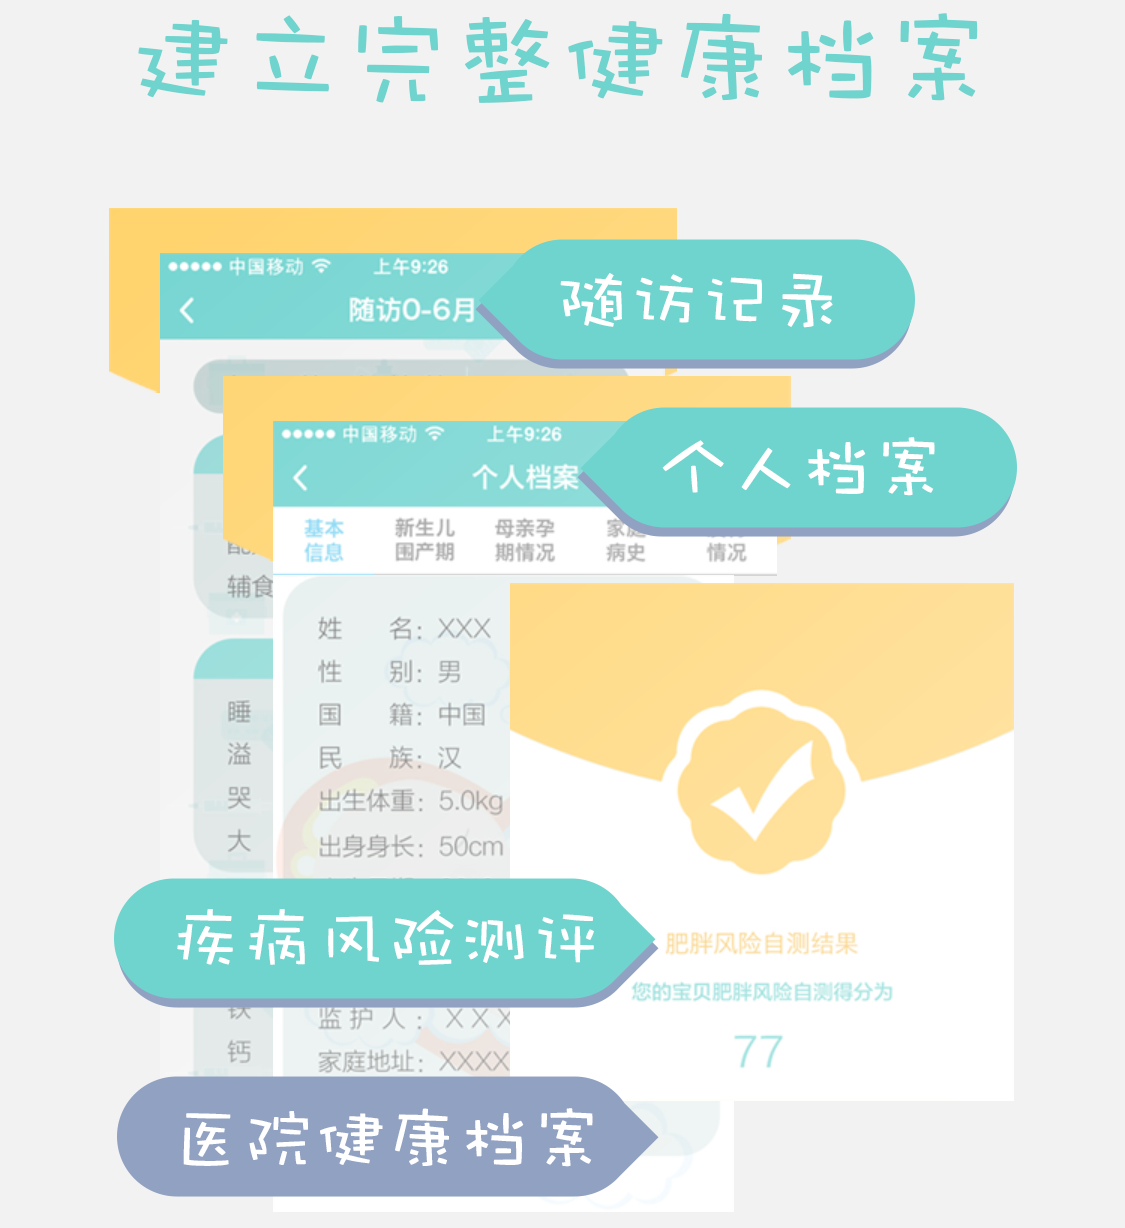 建立完整健康档案
中国移动 上午9:26
随访0-6月
随访记录
中国移动 上午9:26
个人档案
个人档案
基本信息
新生儿围产期
母亲孕期情况
家庭病史
情况
辅食
姓名：XXX
性别：男
国籍：中国
民族：汉
出生体重：5.0kg
出身身长：50cm
睡
溢
哭
大
疾病风险测评
肥胖风险自测结果
您的宝贝肥胖风险自测得分为
77
铁
钙
监护人：XXX
家庭地址：XXXX
医院健康档案